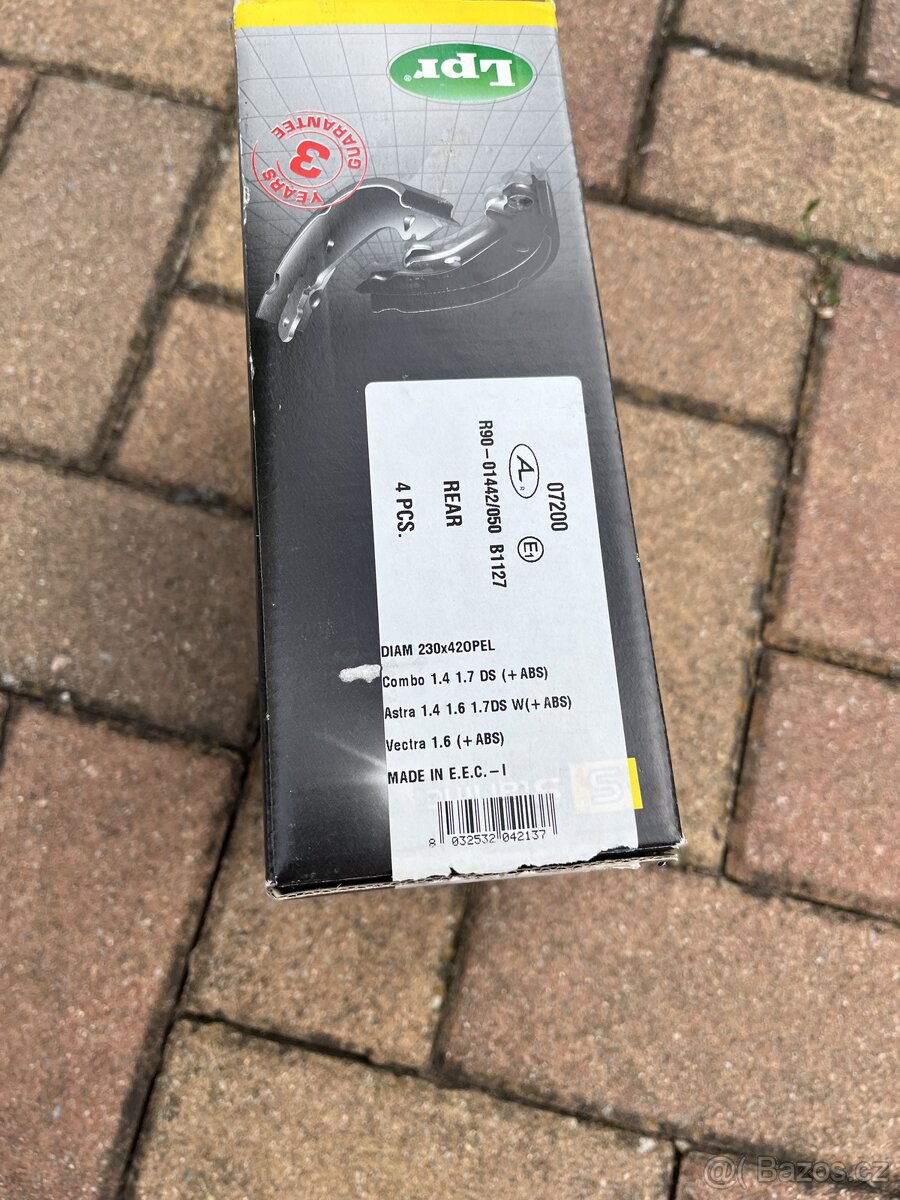 Lpr®
3 YEARS GUARANTEE
07200
AL R E1
R90-01442/050 B1127
REAR
4 PCS.
DIAM 230x42OPEL
Combo 1.4 1.7 DS (+ABS)
Astra 1.4 1.6 1.7DS W(+ABS)
Vectra 1.6 (+ABS)
MADE IN E.E.C.-I
8 032532 042137
@( Bazos.cz